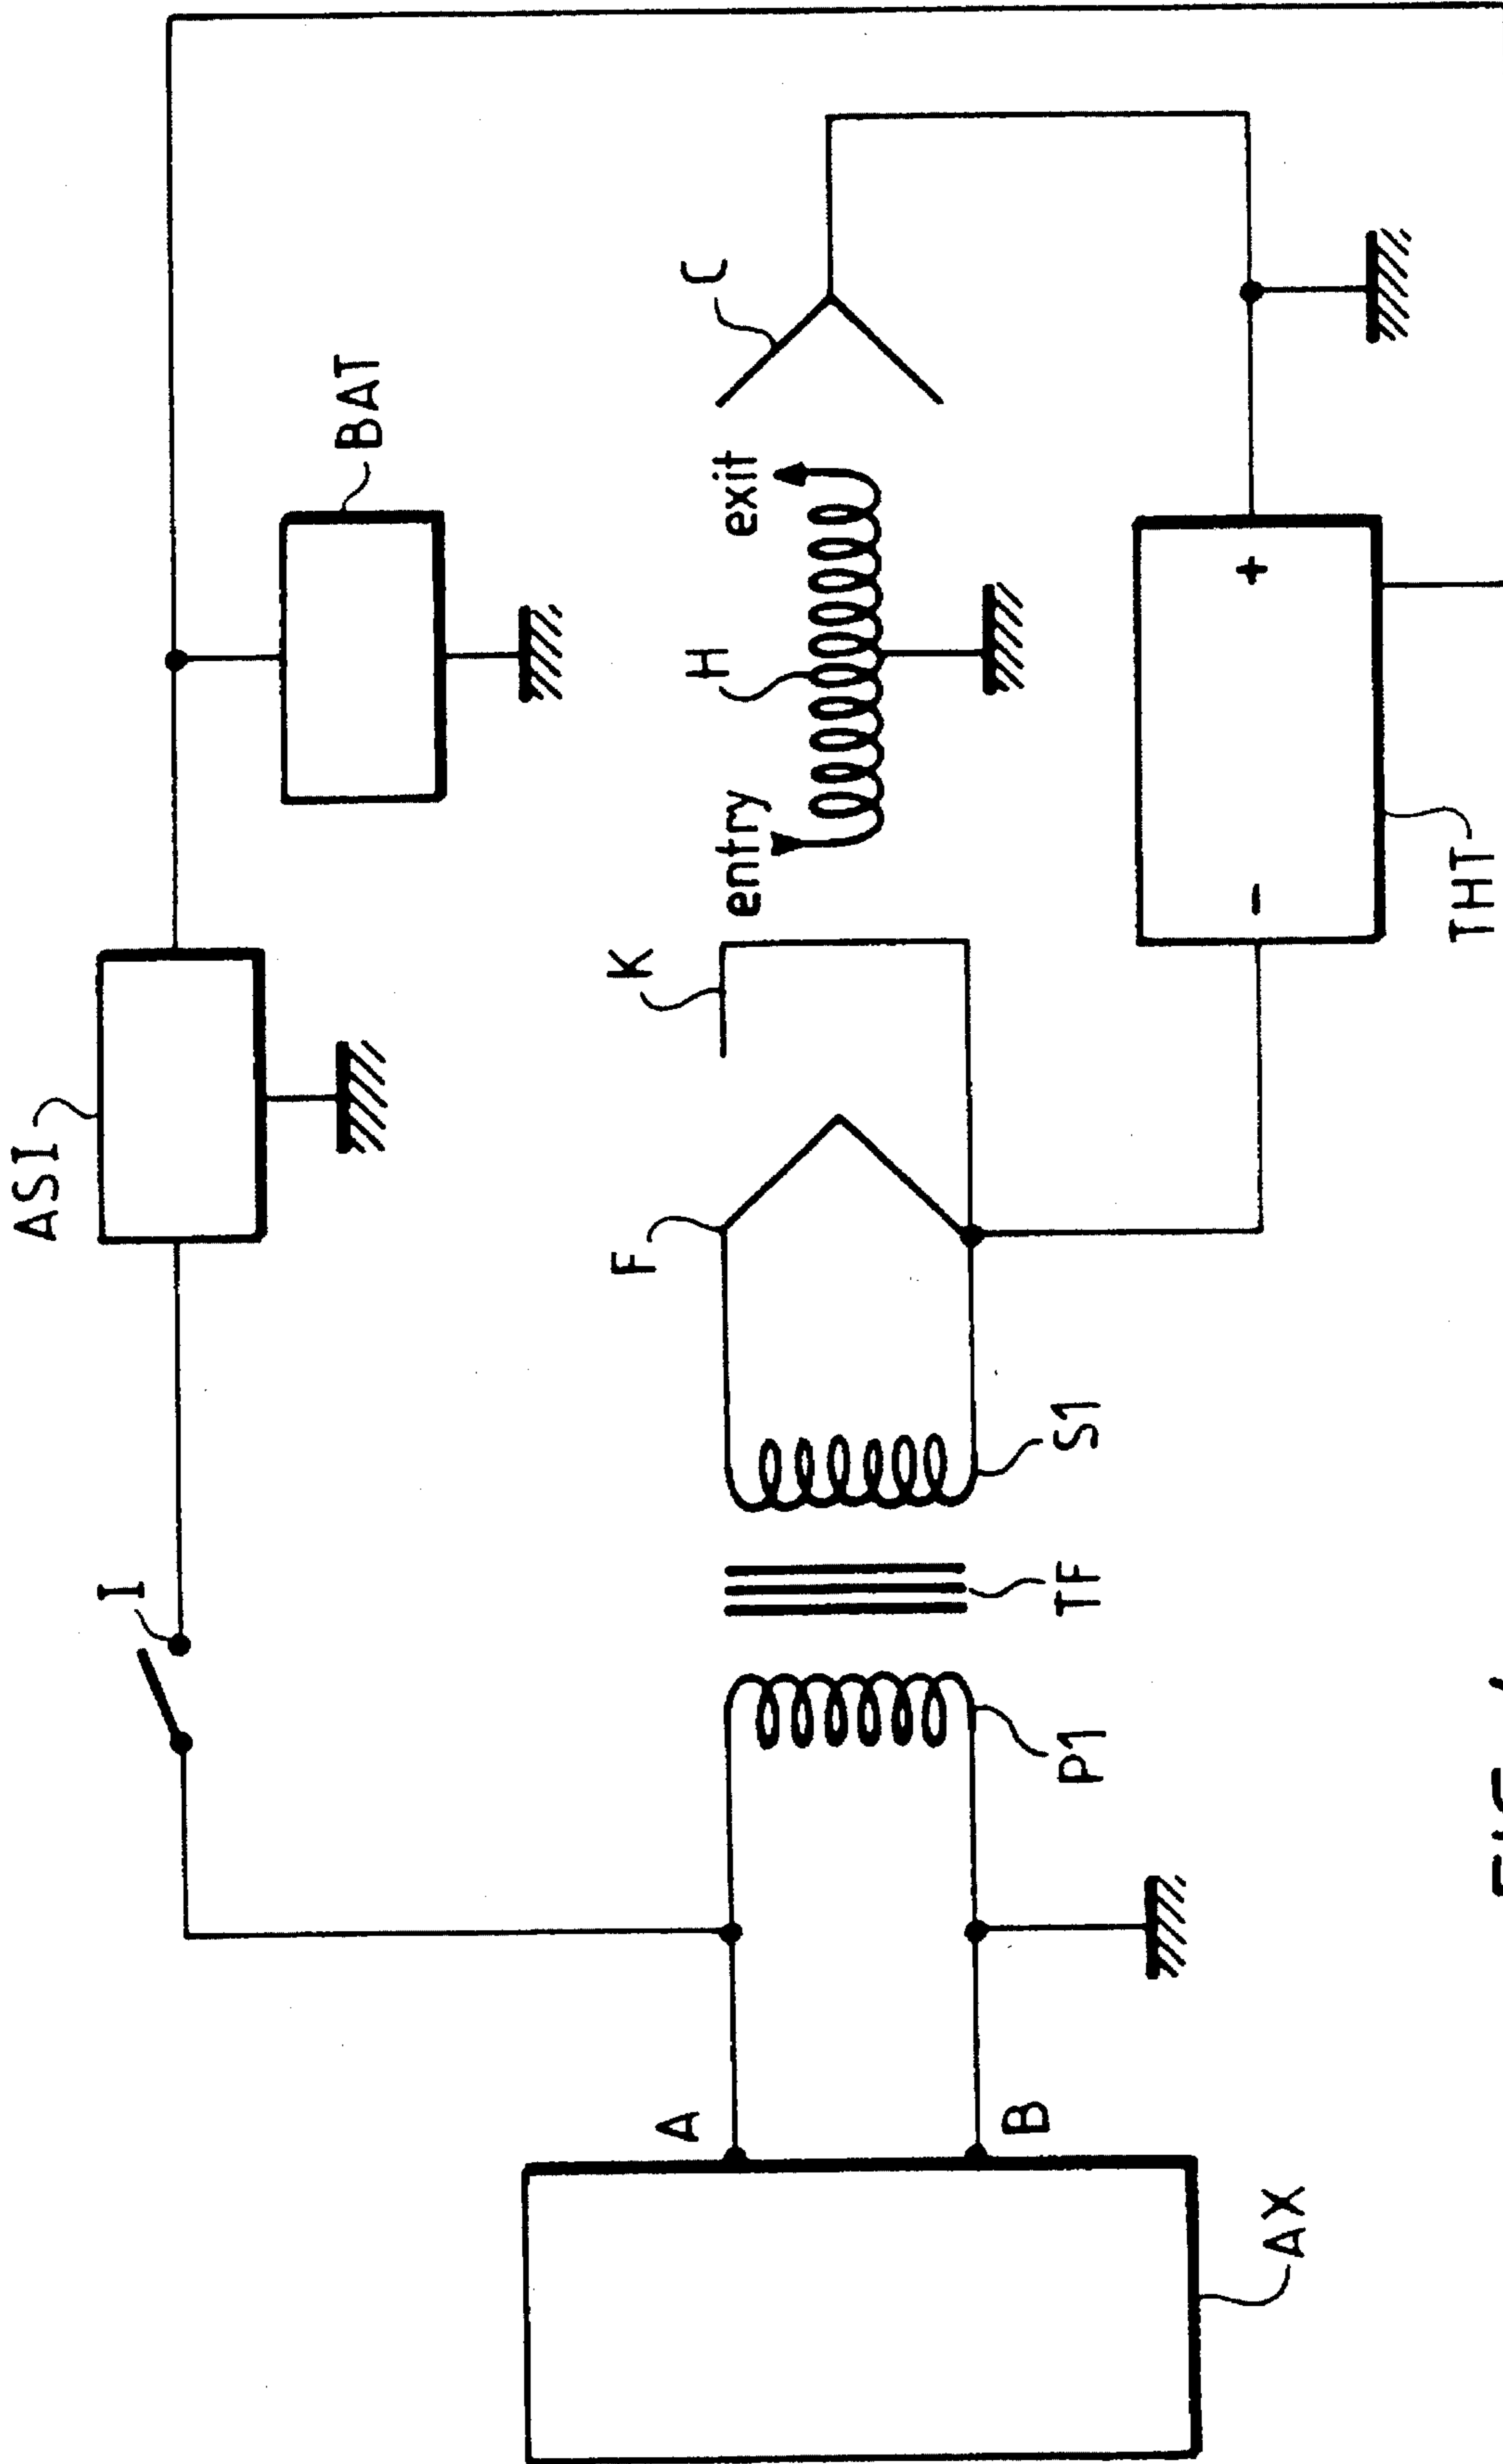 ASI
BAT
I
C
exit
H
entry
K
F
S1
TF
P1
A
B
AX
-
+
THT